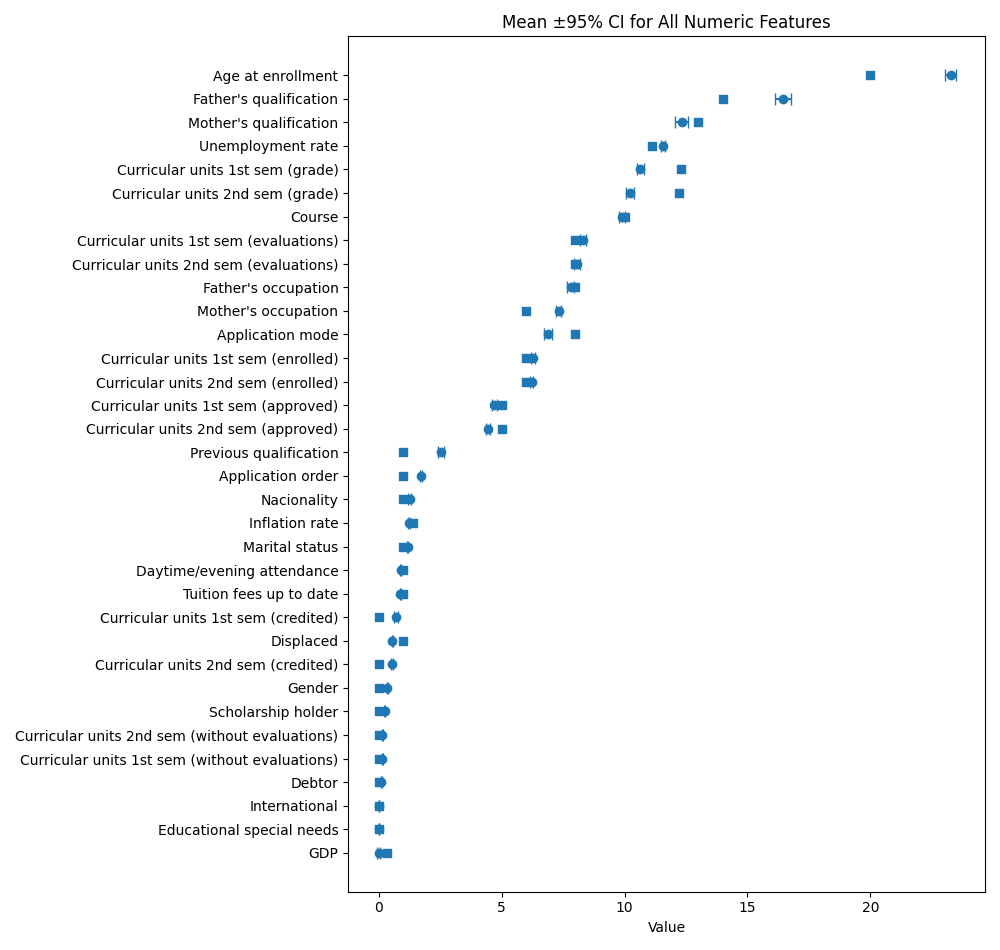 Mean ±95% CI for All Numeric Features
Age at enrollment
Father's qualification
Mother's qualification
Unemployment rate
Curricular units 1st sem (grade)
Curricular units 2nd sem (grade)
Course
Curricular units 1st sem (evaluations)
Curricular units 2nd sem (evaluations)
Father's occupation
Mother's occupation
Application mode
Curricular units 1st sem (enrolled)
Curricular units 2nd sem (enrolled)
Curricular units 1st sem (approved)
Curricular units 2nd sem (approved)
Previous qualification
Application order
Nacionality
Inflation rate
Marital status
Daytime/evening attendance
Tuition fees up to date
Curricular units 1st sem (credited)
Displaced
Curricular units 2nd sem (credited)
Gender
Scholarship holder
Curricular units 2nd sem (without evaluations)
Curricular units 1st sem (without evaluations)
Debtor
International
Educational special needs
GDP
0 5 10 15 20
Value